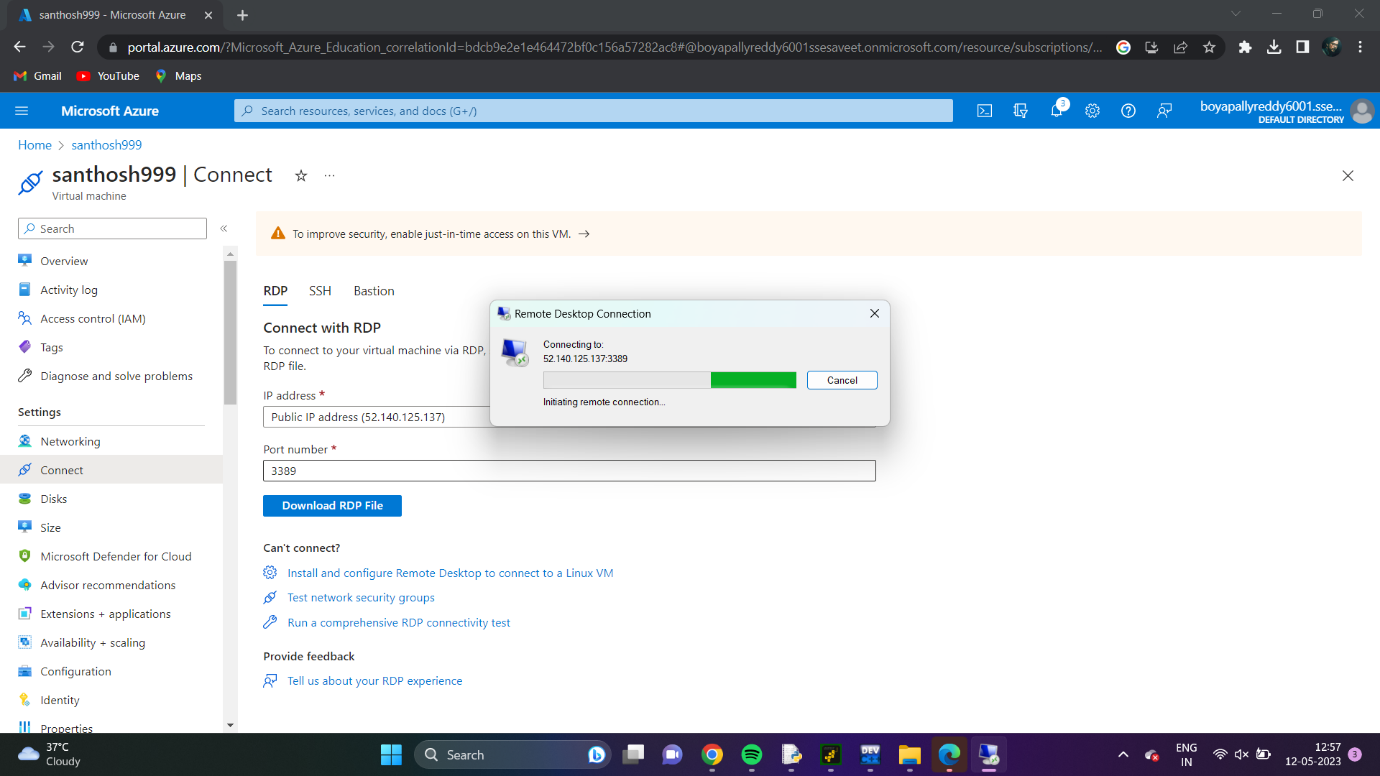 santhosh999 - Microsoft Azure
portal.azure.com/?Microsoft_Azure_Education_correlationId=bdcb9e2e1e464472bf0c156a57282ac8#@boyapallyreddy6001ssesaveet.onmicrosoft.com/resource/subscriptions/...
Gmail YouTube Maps
Microsoft Azure
Search resources, services, and docs (G+/)
3
boyapallyreddy6001.sse...
DEFAULT DIRECTORY
Home > santhosh999
santhosh999 | Connect
...
Virtual machine
Search
«
To improve security, enable just-in-time access on this VM. →
Overview
Activity log
Access control (IAM)
Tags
Diagnose and solve problems
Settings
Networking
Connect
Disks
Size
Microsoft Defender for Cloud
Advisor recommendations
Extensions + applications
Availability + scaling
Configuration
Identity
Properties
RDP SSH Bastion
Connect with RDP
To connect to your virtual machine via RDP,
RDP file.
IP address *
Public IP address (52.140.125.137)
Port number *
3389
Download RDP File
Can't connect?
Install and configure Remote Desktop to connect to a Linux VM
Test network security groups
Run a comprehensive RDP connectivity test
Provide feedback
Tell us about your RDP experience
Remote Desktop Connection
Connecting to:
52.140.125.137:3389
Cancel
Initiating remote connection...
37°C
Cloudy
Search
DEV
ENG
IN
12:57
12-05-2023
3